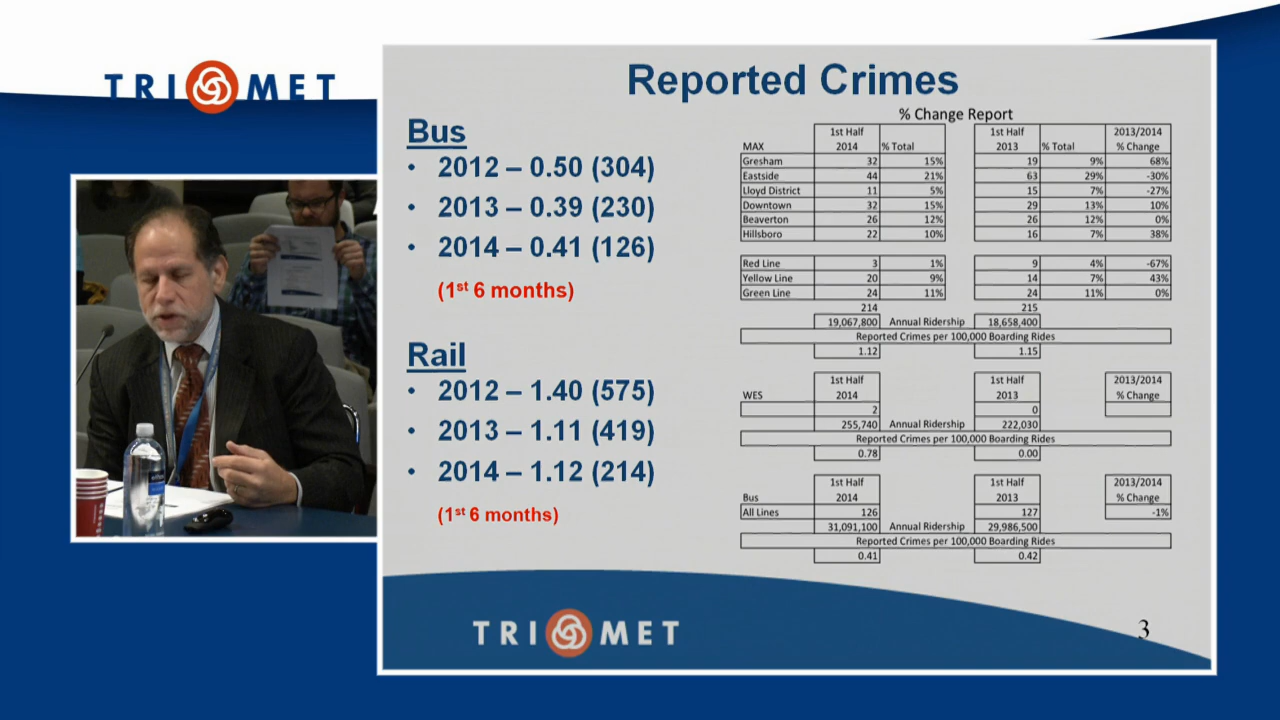 TRI MET
Reported Crimes
Bus
• 2012 – 0.50 (304)
• 2013 – 0.39 (230)
• 2014 – 0.41 (126)
(1st 6 months)
Rail
• 2012 – 1.40 (575)
• 2013 – 1.11 (419)
• 2014 – 1.12 (214)
(1st 6 months)
% Change Report
1st Half 1st Half 2013/2014
MAX 2014 % Total 2013 % Total % Change
Gresham 32 15% 19 9% 68%
Eastside 44 21% 63 29% -30%
Lloyd District 11 5% 15 7% -27%
Downtown 32 15% 29 13% 10%
Beaverton 26 12% 26 12% 0%
Hillsboro 22 10% 16 7% 38%
Red Line 3 1% 9 4% -67%
Yellow Line 20 9% 14 7% 43%
Green Line 24 11% 24 11% 0%
214 215
19,067,800 Annual Ridership 18,658,400
Reported Crimes per 100,000 Boarding Rides
1.12 1.15
1st Half 1st Half 2013/2014
WES 2014 2013 % Change
2 0
255,740 Annual Ridership 222,030
Reported Crimes per 100,000 Boarding Rides
0.78 0.00
1st Half 1st Half 2013/2014
Bus 2014 2013 % Change
All Lines 126 127 -1%
31,091,100 Annual Ridership 29,986,500
Reported Crimes per 100,000 Boarding Rides
0.41 0.42
TRI MET
3